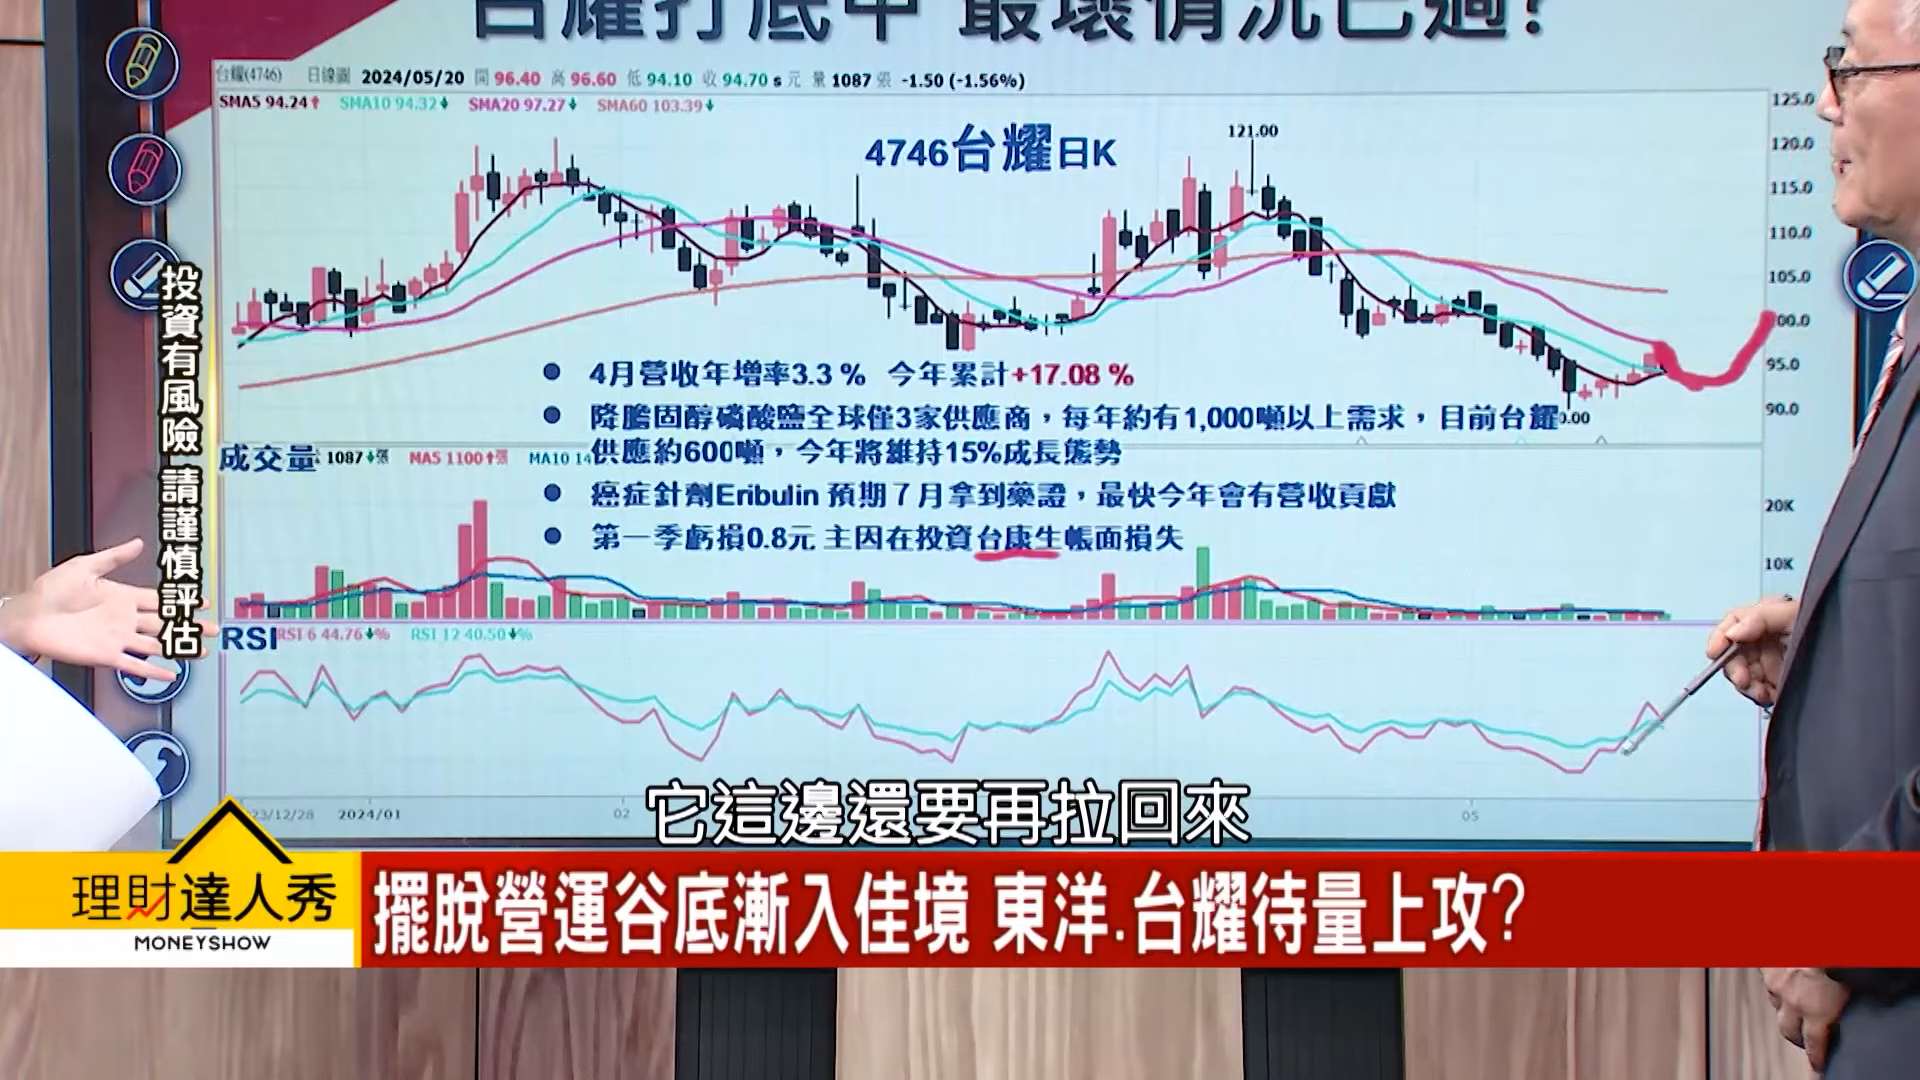 台耀打底中 最壞情況已過?
台耀(4746) 日線圖 2024/05/20 開 96.40 高 96.60 低 94.10 收 94.70 s 元 量 1087 張 -1.50 (-1.56%)
SMA5 94.24↑ SMA10 94.32↓ SMA20 97.27↓ SMA60 103.39↓
4746台耀日K
121.00
125.0
120.0
115.0
110.0
105.0
00.0
95.0
90.0
投資有風險 請謹慎評估
● 4月營收年增率3.3% 今年累計+17.08 %
● 降膽固醇磷酸鹽全球僅3家供應商，每年約有1,000噸以上需求，目前台耀
0.00
供應約600噸，今年將維持15%成長態勢
● 癌症針劑Eribulin 預期7月拿到藥證，最快今年會有營收貢獻
● 第一季虧損0.8元 主因在投資台康生帳面損失
成交量 1087↓張 MA5 1100↑張 MA10 14
20K
10K
RSI RSI 6 44.76↓% RSI 12 40.50↓%
23/12/28 2024/01 02 05
它這邊還要再拉回來
理財達人秀
MONEYSHOW
擺脫營運谷底漸入佳境 東洋.台耀待量上攻?